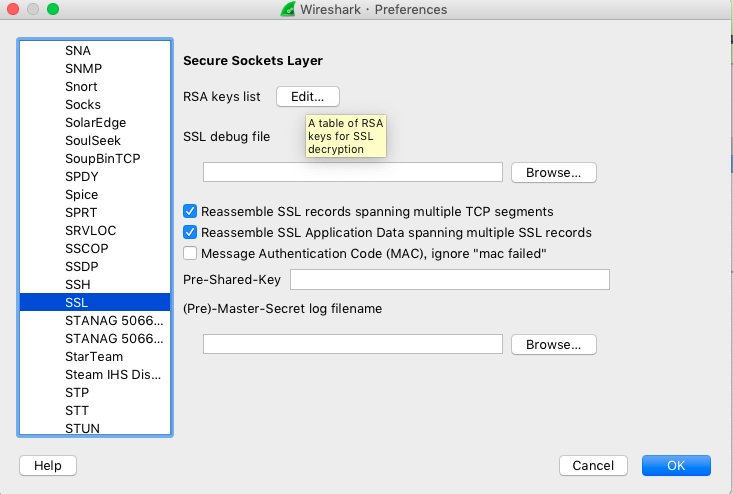 Wireshark · Preferences
SNA
SNMP
Snort
Socks
SolarEdge
SoulSeek
SoupBinTCP
SPDY
Spice
SPRT
SRVLOC
SSCOP
SSDP
SSH
SSL
STANAG 5066...
STANAG 5066...
StarTeam
Steam IHS Dis...
STP
STT
STUN
Secure Sockets Layer
RSA keys list Edit...
A table of RSA
keys for SSL
decryption
SSL debug file
Browse...
Reassemble SSL records spanning multiple TCP segments
Reassemble SSL Application Data spanning multiple SSL records
Message Authentication Code (MAC), ignore "mac failed"
Pre-Shared-Key
(Pre)-Master-Secret log filename
Browse...
Help Cancel OK